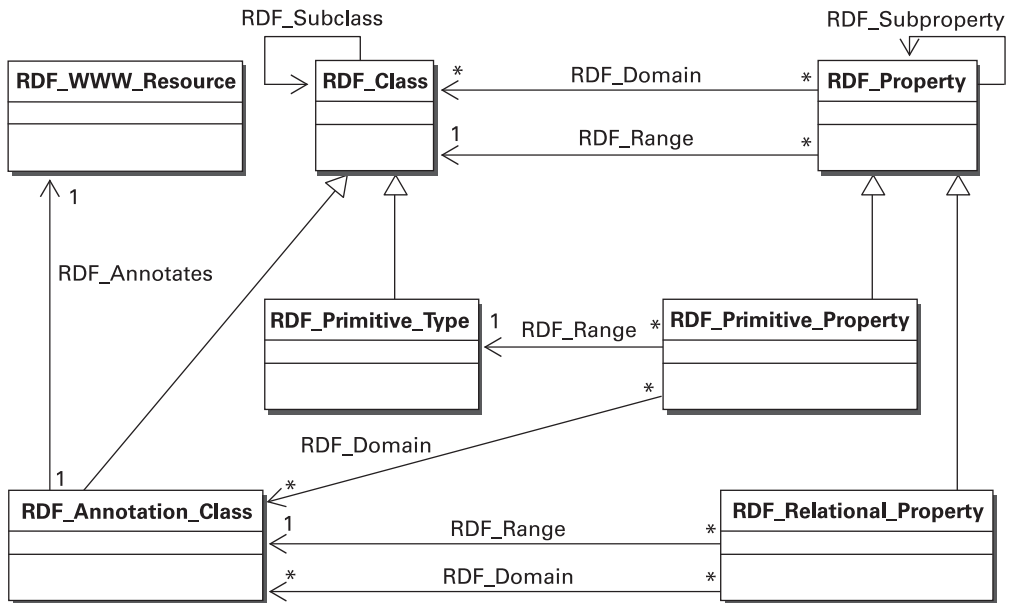 RDF_Subclass
RDF_Subproperty
RDF_WWW_Resource
RDF_Class
RDF_Property
*
RDF_Domain
*
1
RDF_Range
*
1
RDF_Annotates
RDF_Primitive_Type
RDF_Primitive_Property
1
RDF_Range
*
*
RDF_Domain
*
1
RDF_Annotation_Class
RDF_Relational_Property
1
RDF_Range
*
*
RDF_Domain
*